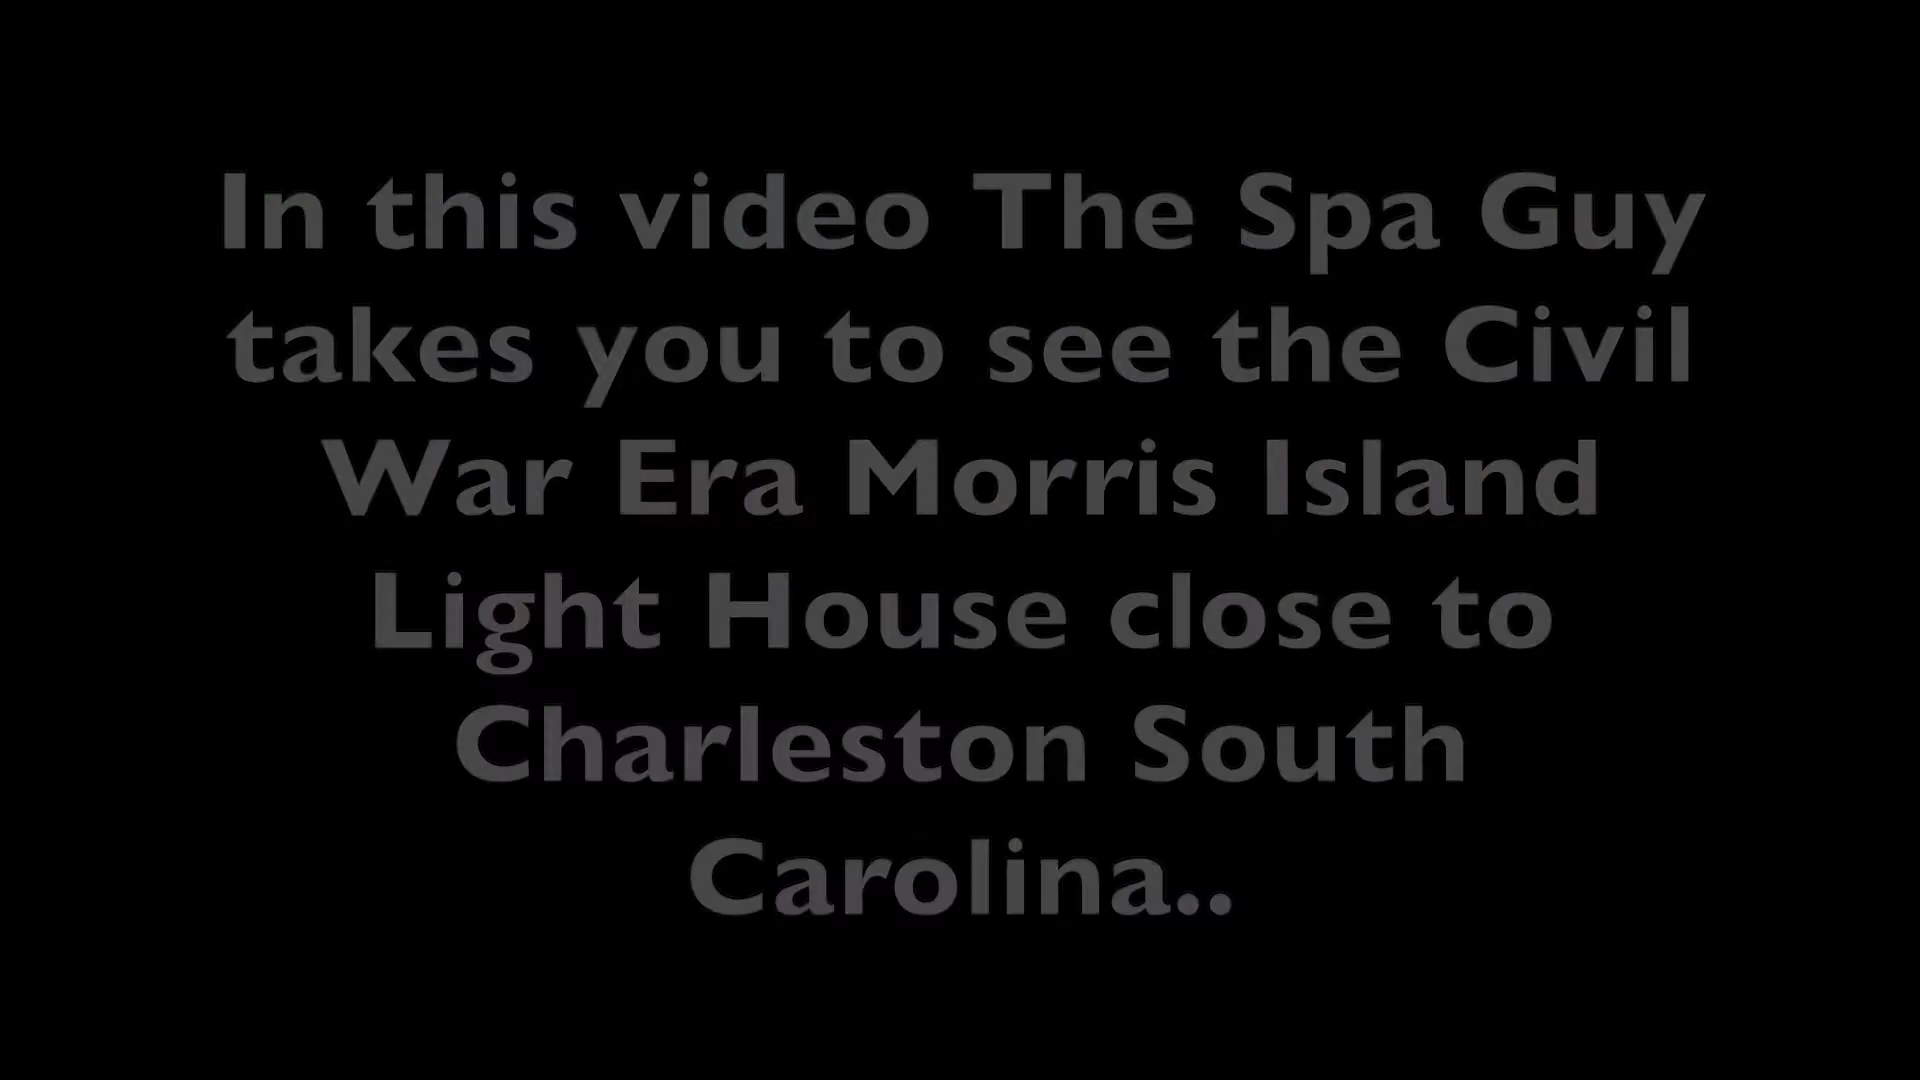 In this video The Spa Guy
takes you to see the Civil
War Era Morris Island
Light House close to
Charleston South
Carolina..